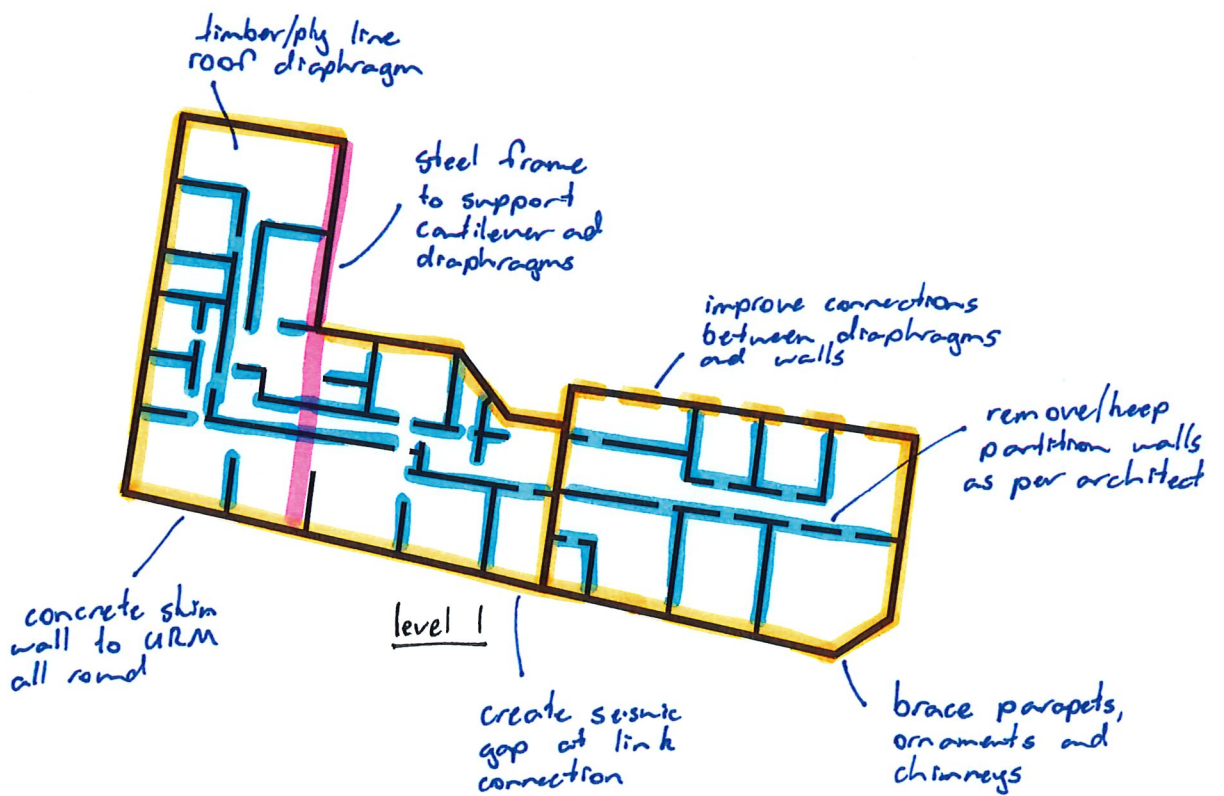 timber/ply line
roof diaphragm
steel frame
to support
cantilever and
diaphragms
improve connections
between diaphragms
and walls
remove/keep
partition walls
as per architect
concrete skin
wall to URM
all round
level 1
create seismic
gap at link
connection
brace parapets,
ornaments and
chimneys